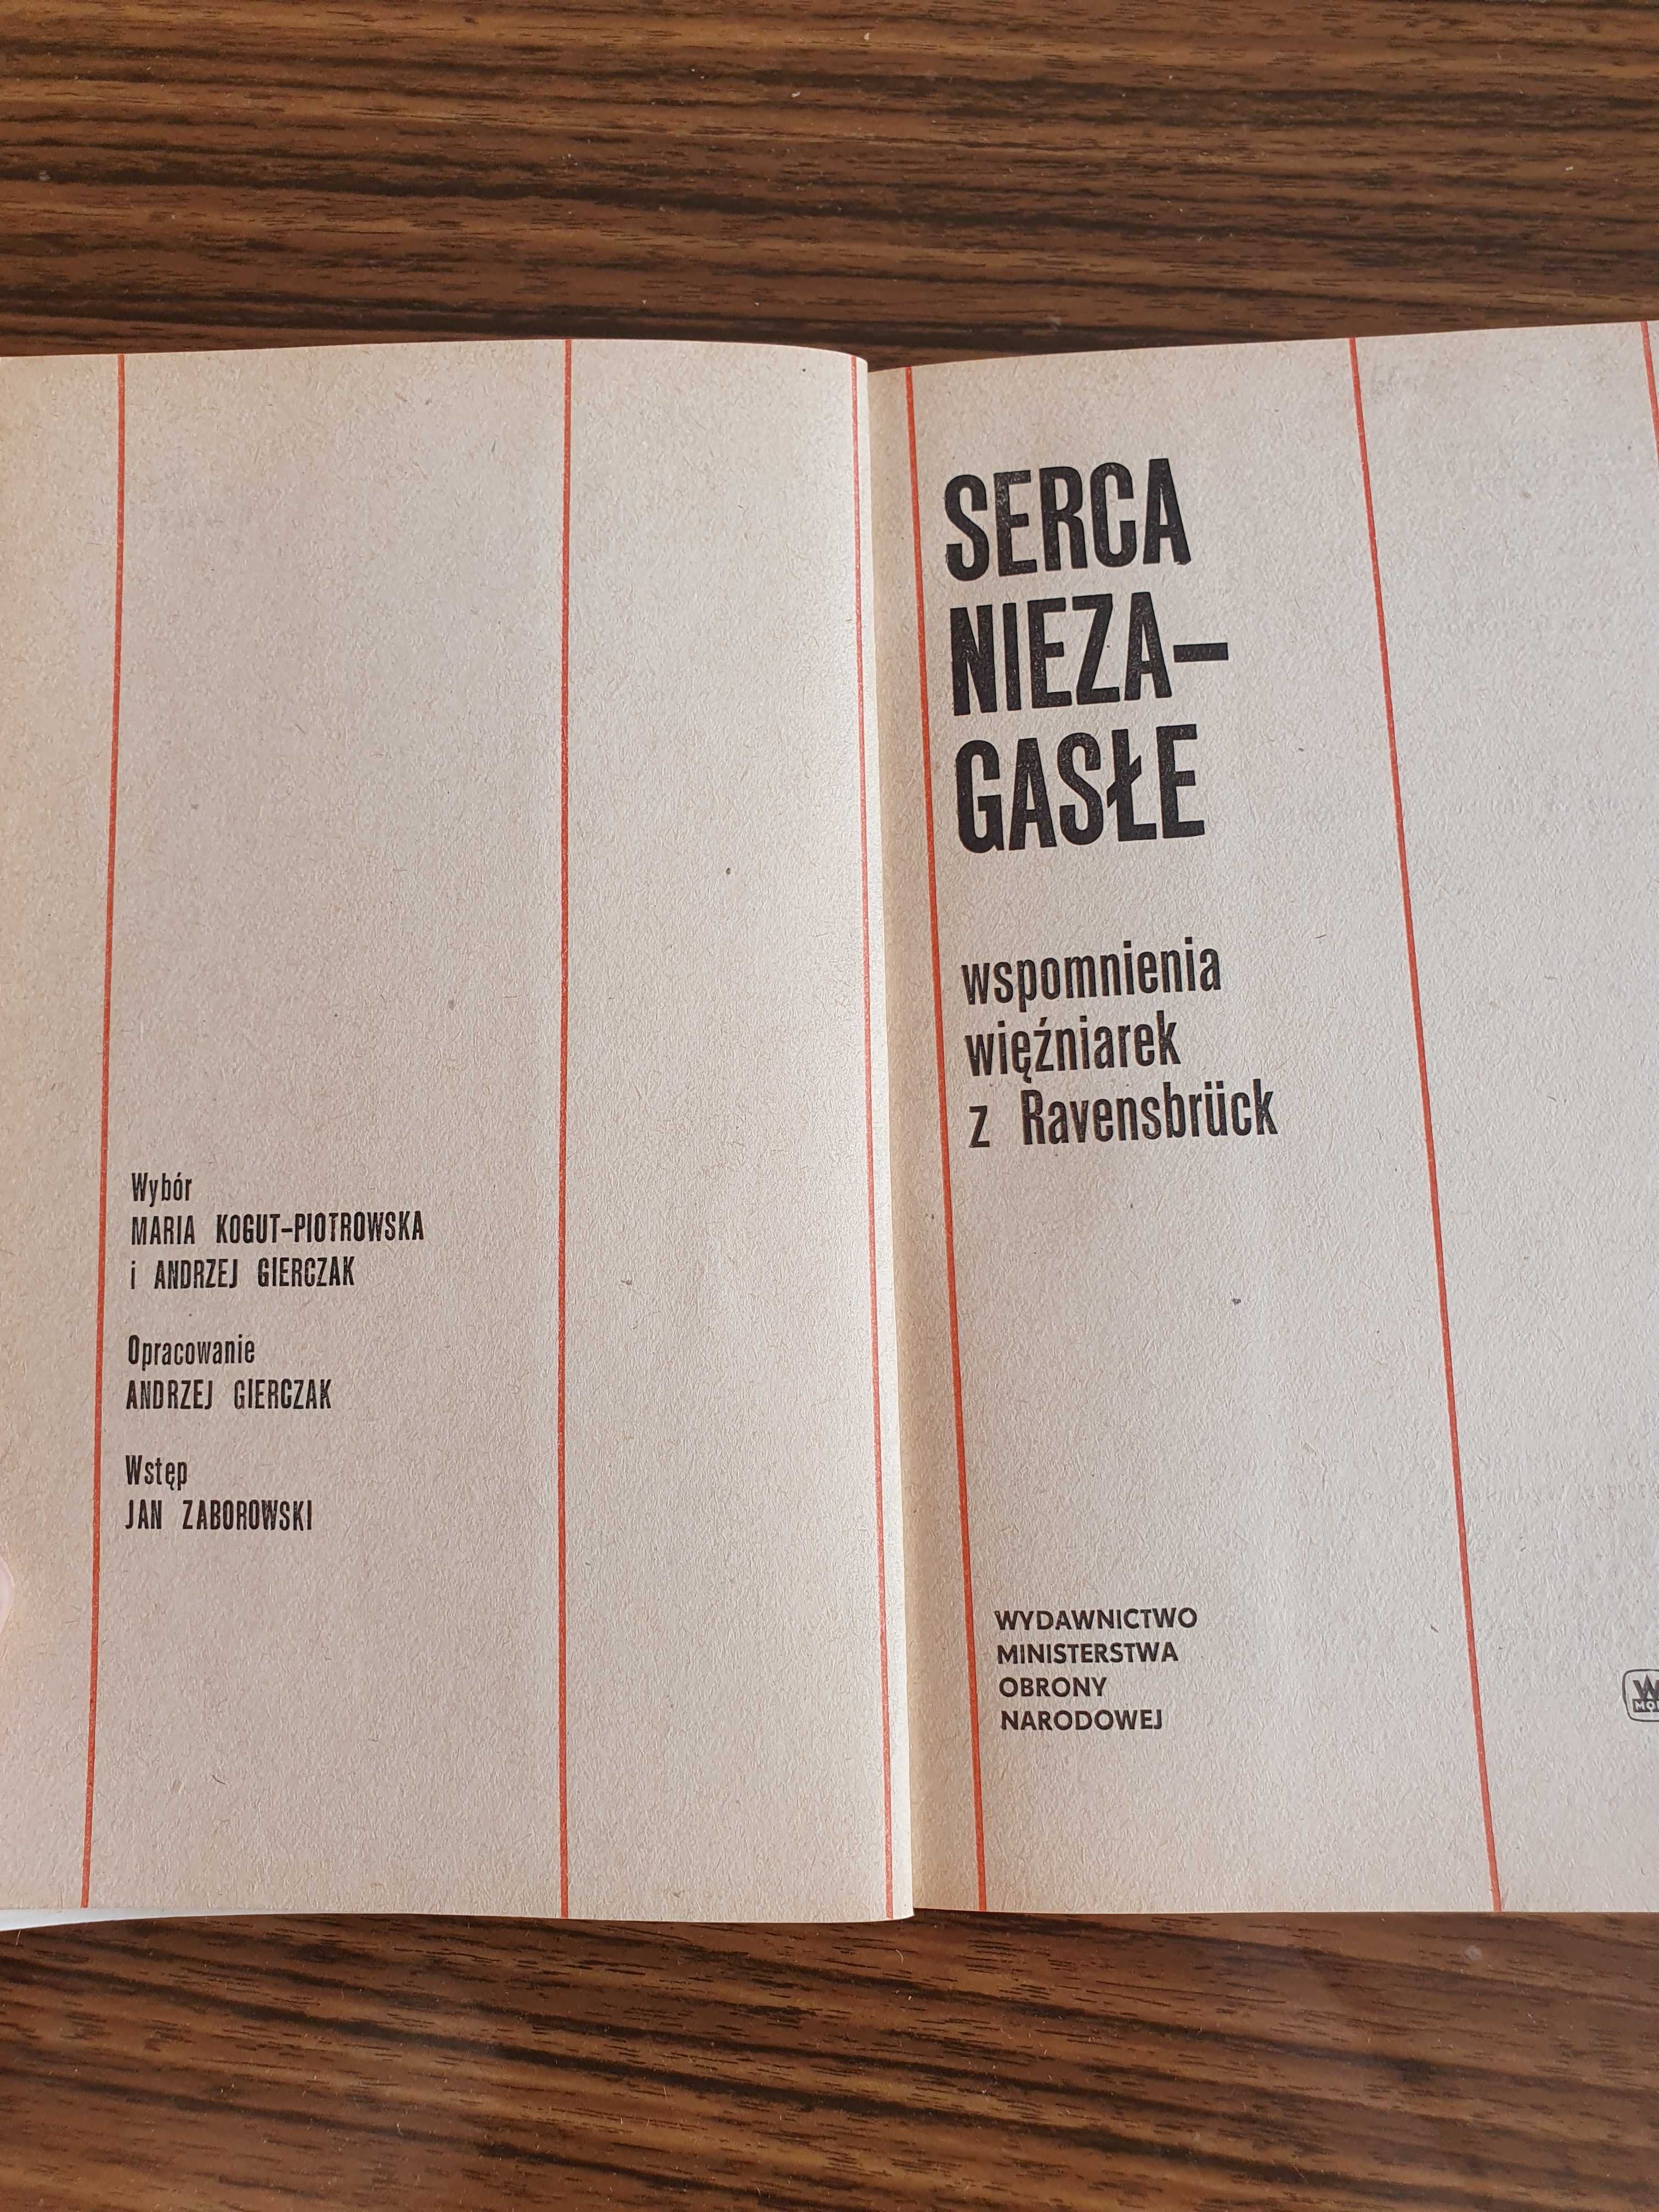 Wybór
MARIA KOGUT-PIOTROWSKA
i ANDRZEJ GIERCZAK
Opracowanie
ANDRZEJ GIERCZAK
Wstęp
JAN ZABOROWSKI
SERCA
NIEZA-
GASŁE
wspomnienia
więźniarek
z Ravensbrück
WYDAWNICTWO
MINISTERSTWA
OBRONY
NARODOWEJ